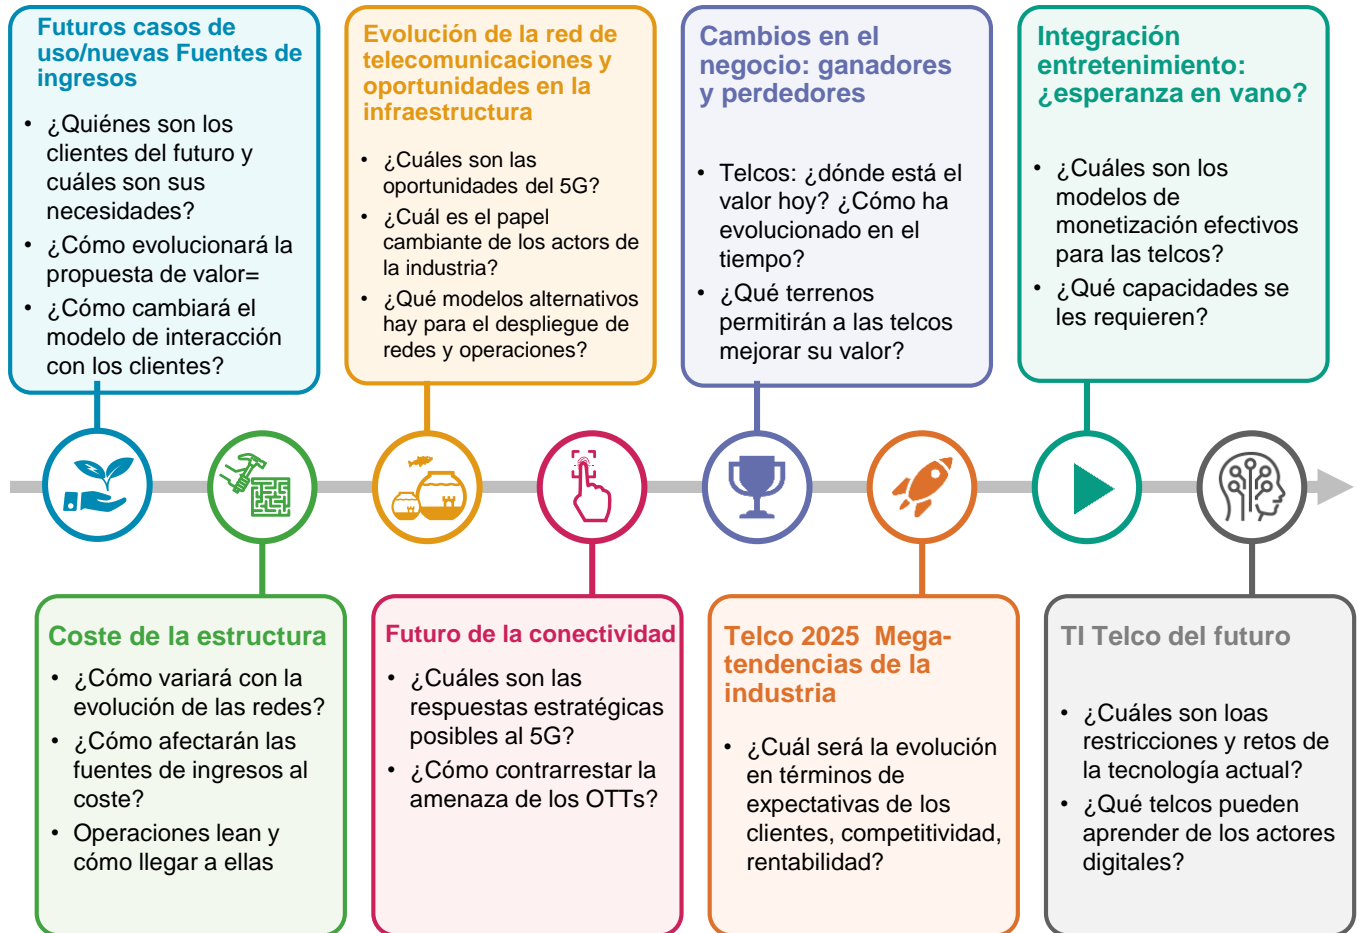 Futuros casos de
uso/nuevas Fuentes de
ingresos
• ¿Quiénes son los
clientes del futuro y
cuáles son sus
necesidades?
• ¿Cómo evolucionará la
propuesta de valor=
• ¿Cómo cambiará el
modelo de interacción
con los clientes?
Evolución de la red de
telecomunicaciones y
oportunidades en la
infraestructura
• ¿Cuáles son las
oportunidades del 5G?
• ¿Cuál es el papel
cambiante de los actors de
la industria?
• ¿Qué modelos alternativos
hay para el despliegue de
redes y operaciones?
Cambios en el
negocio: ganadores
y perdedores
• Telcos: ¿dónde está el
valor hoy? ¿Cómo ha
evolucionado en el
tiempo?
• ¿Qué terrenos
permitirán a las telcos
mejorar su valor?
Integración
entretenimiento:
¿esperanza en vano?
• ¿Cuáles son los
modelos de
monetización efectivos
para las telcos?
• ¿Qué capacidades se
les requieren?
Coste de la estructura
• ¿Cómo variará con la
evolución de las redes?
• ¿Cómo afectarán las
fuentes de ingresos al
coste?
• Operaciones lean y
cómo llegar a ellas
Futuro de la conectividad
• ¿Cuáles son las
respuestas estratégicas
posibles al 5G?
• ¿Cómo contrarrestar la
amenaza de los OTTs?
Telco 2025 Mega-
tendencias de la
industria
• ¿Cuál será la evolución
en términos de
expectativas de los
clientes, competitividad,
rentabilidad?
TI Telco del futuro
• ¿Cuáles son loas
restricciones y retos de
la tecnología actual?
• ¿Qué telcos pueden
aprender de los actores
digitales?